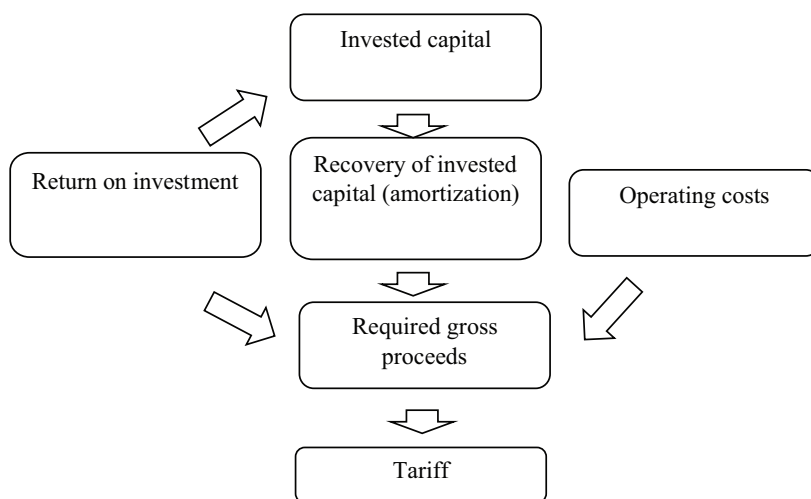 Invested capital
Return on investment
Recovery of invested
capital (amortization)
Operating costs
Required gross
proceeds
Tariff